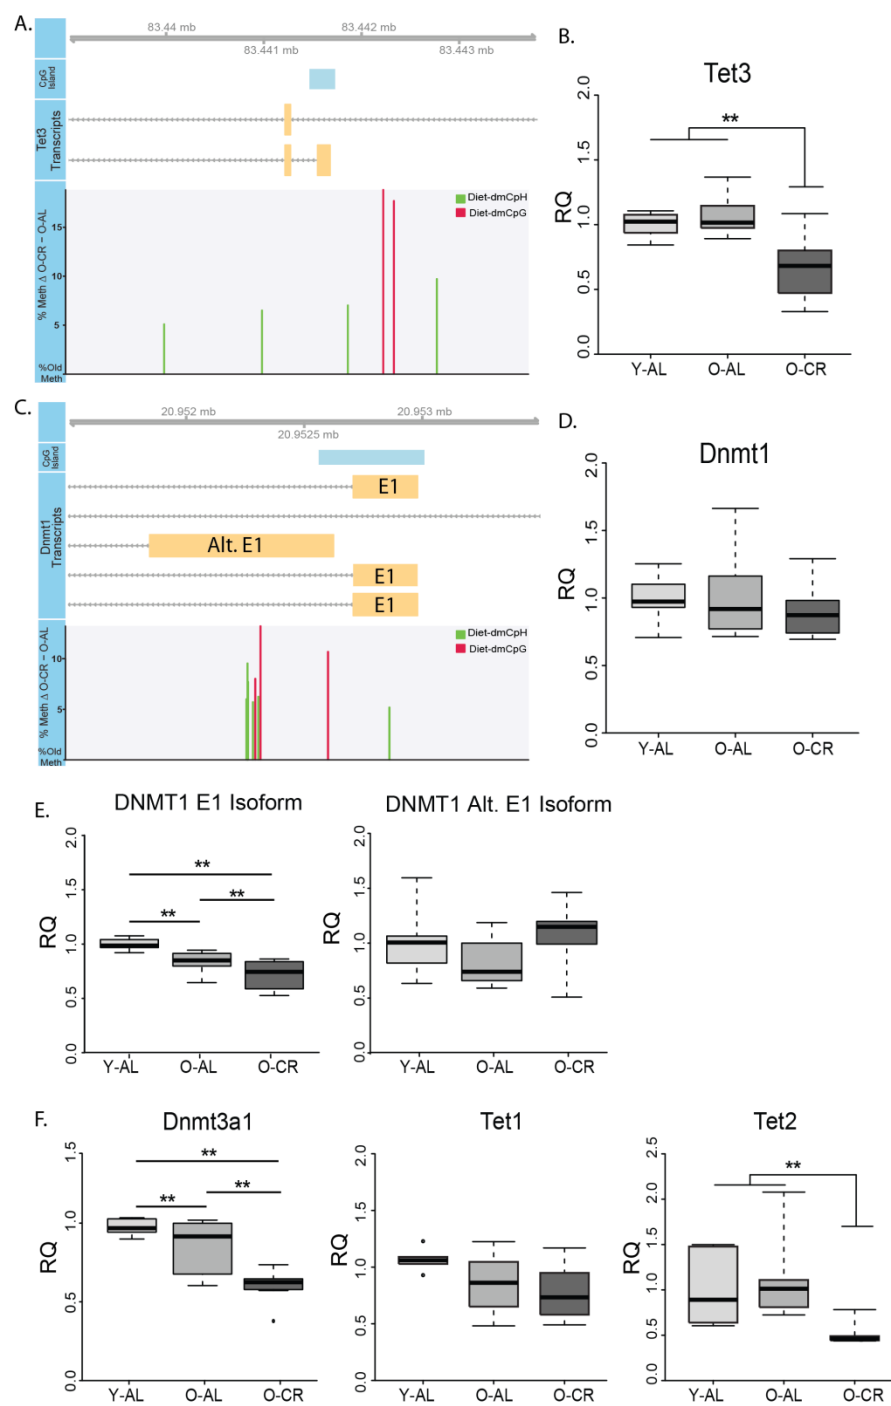 A.
83.44 mb
83.442 mb
83.441 mb
83.443 mb
CpG
Island
Tet3
Transcripts
% Meth Δ O-CR – O-AL
15
10
5
%Old
Meth
Diet-dmCpH
Diet-dmCpG
B.
Tet3
RQ
2.0
1.5
1.0
0.5
0.0
**
Y-AL
O-AL
O-CR
C.
20.952 mb
20.953 mb
20.9525 mb
CpG
Island
Dnmt1
Transcripts
E1
Alt. E1
E1
E1
% Meth Δ O-CR – O-AL
10
5
%Old
Meth
Diet-dmCpH
Diet-dmCpG
D.
Dnmt1
RQ
2.0
1.5
1.0
0.5
0.0
Y-AL
O-AL
O-CR
E.
DNMT1 E1 Isoform
RQ
2.0
1.5
1.0
0.5
0.0
**
**
**
Y-AL
O-AL
O-CR
DNMT1 Alt. E1 Isoform
RQ
2.0
1.5
1.0
0.5
0.0
Y-AL
O-AL
O-CR
F.
Dnmt3a1
RQ
1.5
1.0
0.5
0.0
**
**
**
Y-AL
O-AL
O-CR
Tet1
RQ
2.0
1.5
1.0
0.5
0.0
Y-AL
O-AL
O-CR
Tet2
RQ
2.5
2.0
1.5
1.0
0.5
0.0
**
Y-AL
O-AL
O-CR